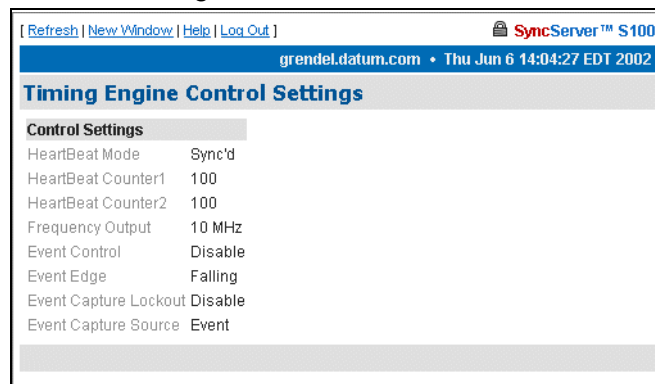 [ Refresh | New Window | Help | Log Out ] SyncServer™ S100
grendel.datum.com • Thu Jun 6 14:04:27 EDT 2002
Timing Engine Control Settings
Control Settings
HeartBeat Mode Sync'd
HeartBeat Counter1 100
HeartBeat Counter2 100
Frequency Output 10 MHz
Event Control Disable
Event Edge Falling
Event Capture Lockout Disable
Event Capture Source Event